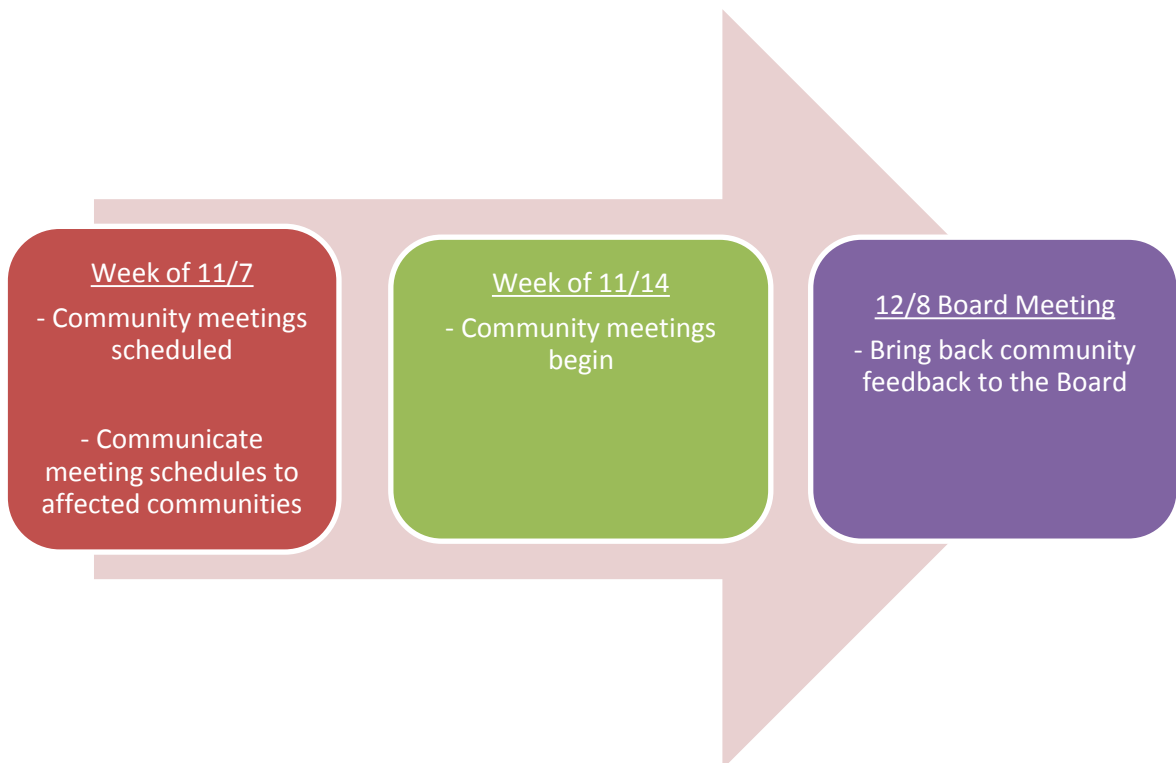 Week of 11/7
- Community meetings
scheduled
- Communicate
meeting schedules to
affected communities
Week of 11/14
- Community meetings
begin
12/8 Board Meeting
- Bring back community
feedback to the Board